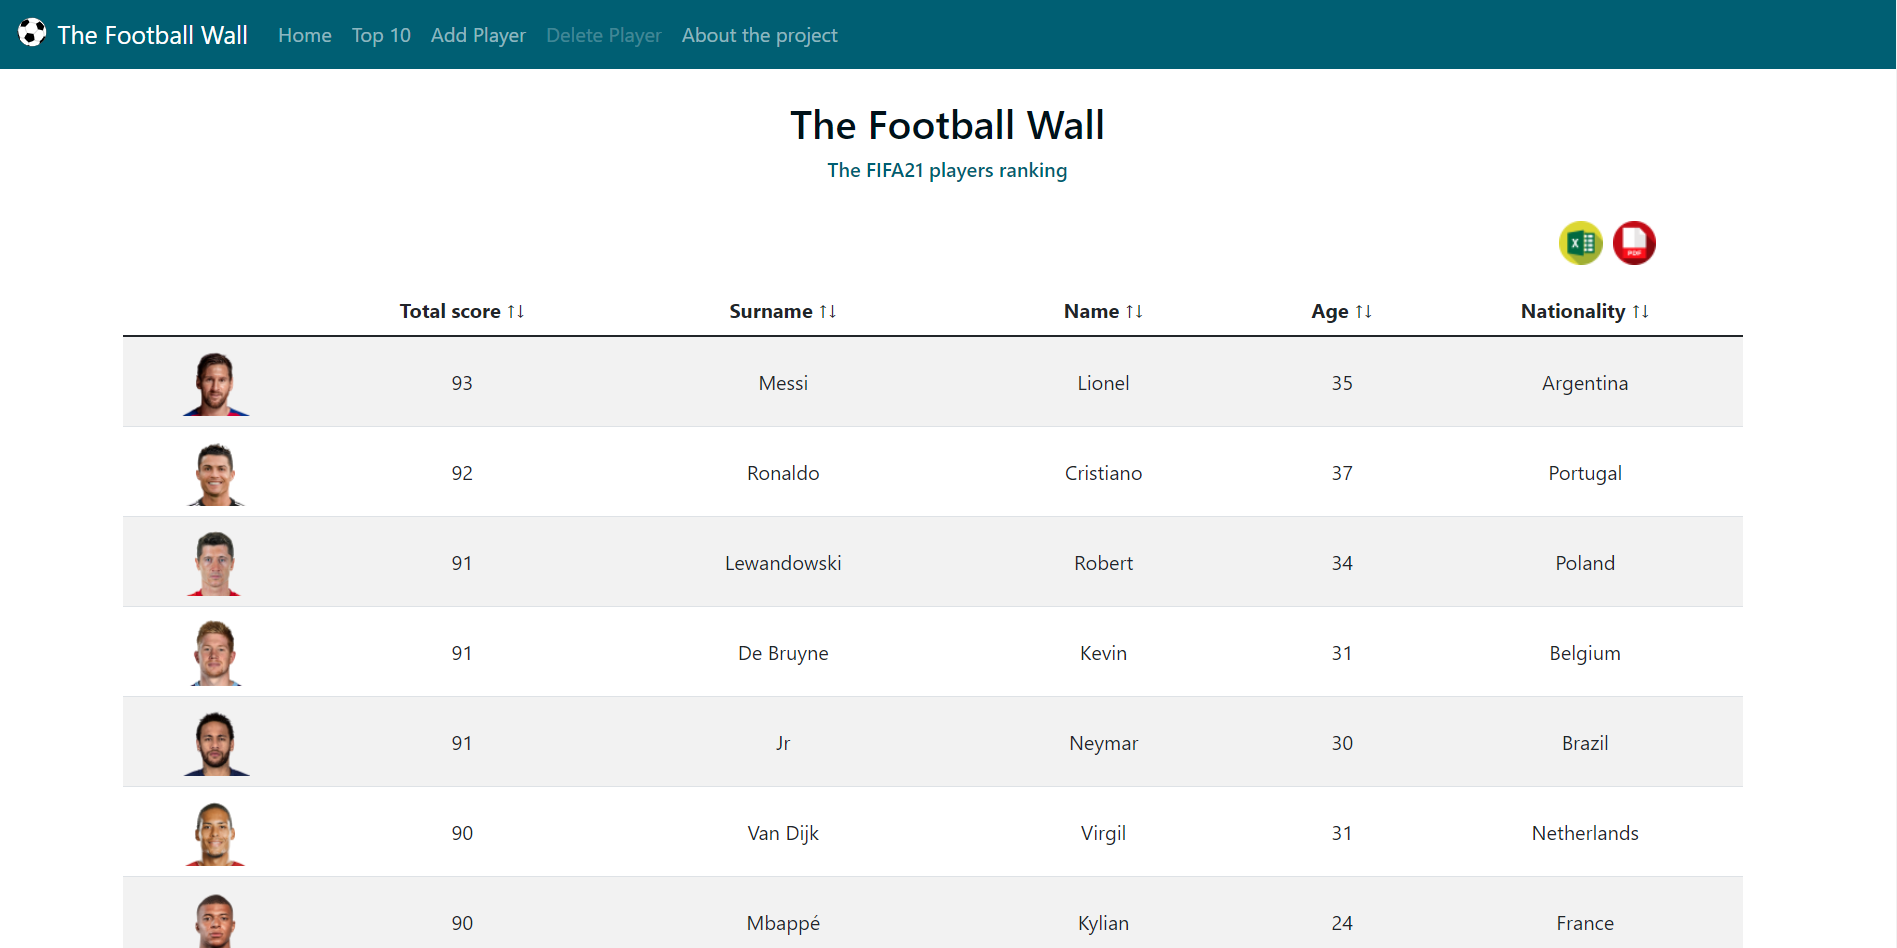 The Football Wall Home Top 10 Add Player Delete Player About the project
The Football Wall
The FIFA21 players ranking
X PDF
Total score ↑↓ Surname ↑↓ Name ↑↓ Age ↑↓ Nationality ↑↓
93 Messi Lionel 35 Argentina
92 Ronaldo Cristiano 37 Portugal
91 Lewandowski Robert 34 Poland
91 De Bruyne Kevin 31 Belgium
91 Jr Neymar 30 Brazil
90 Van Dijk Virgil 31 Netherlands
90 Mbappé Kylian 24 France